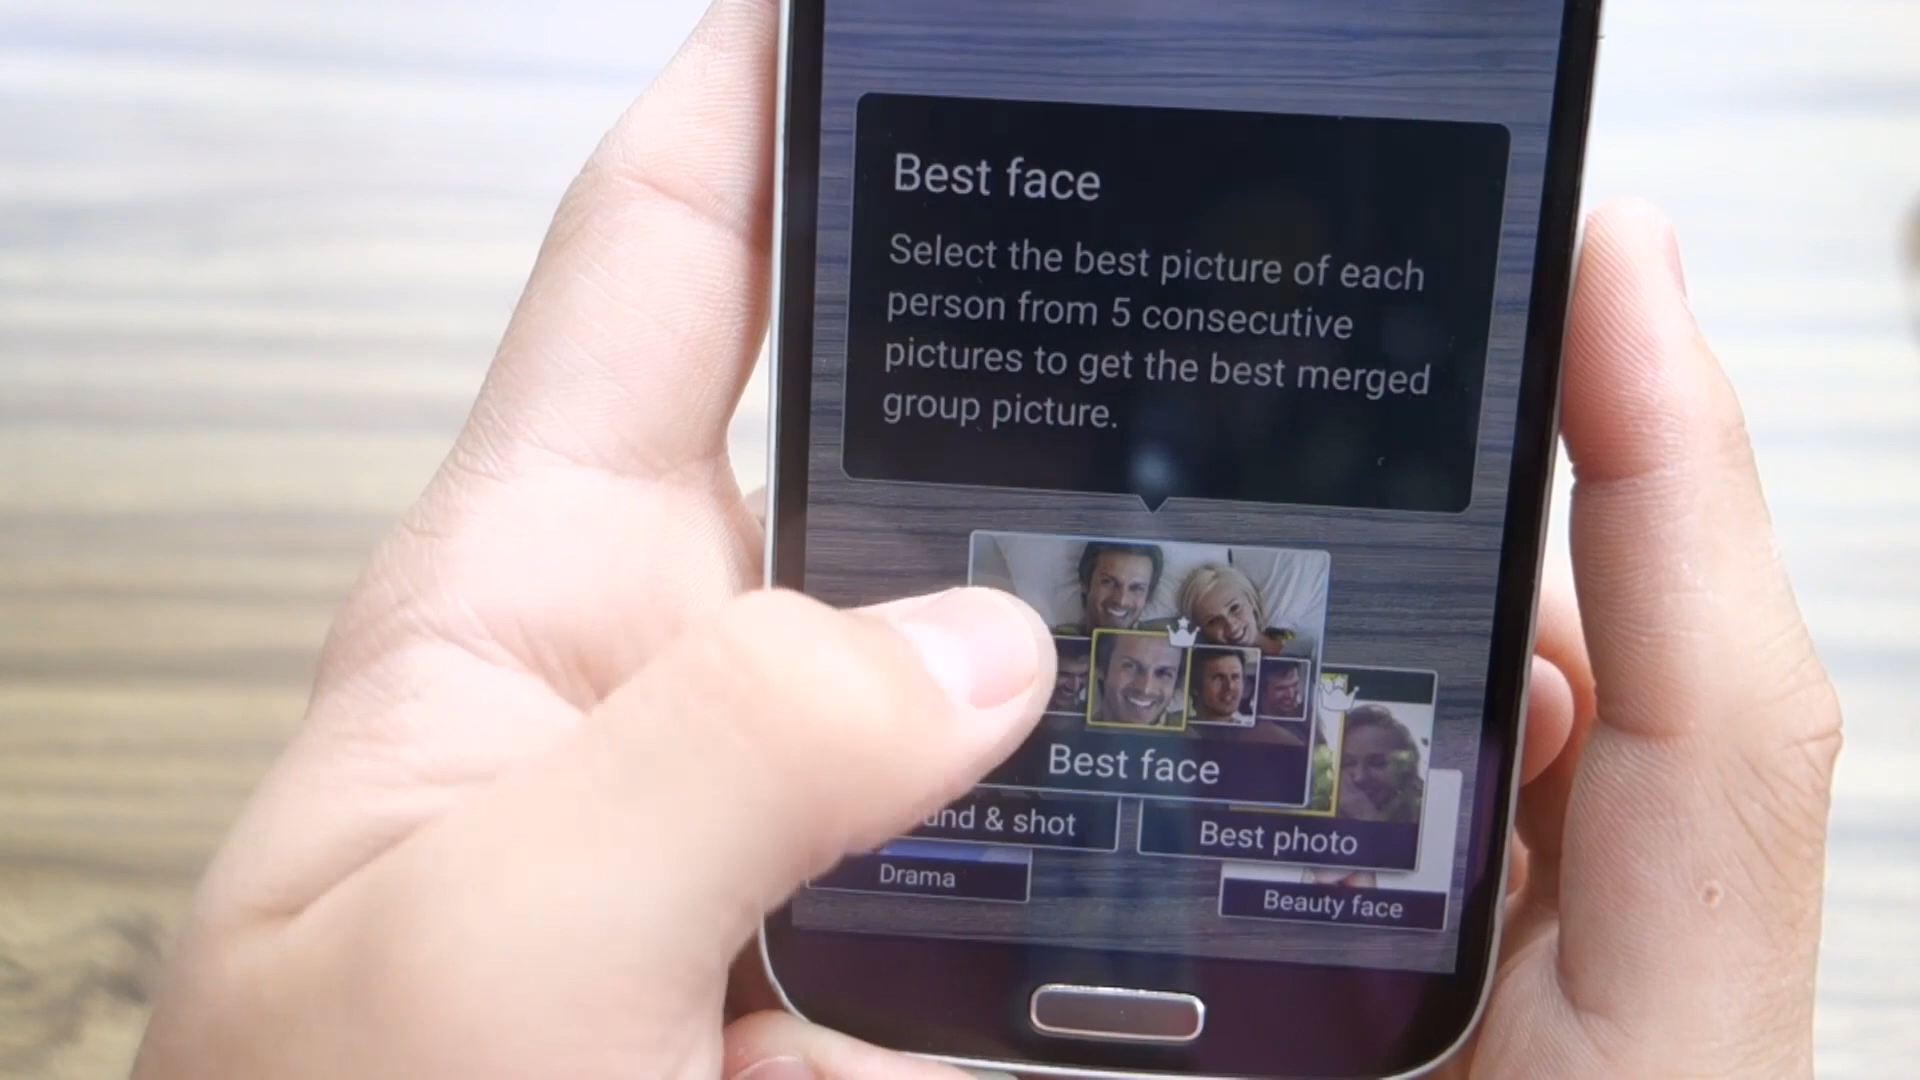 Best face
Select the best picture of each
person from 5 consecutive
pictures to get the best merged
group picture.
Best face
& shot
Best photo
Drama
Beauty face